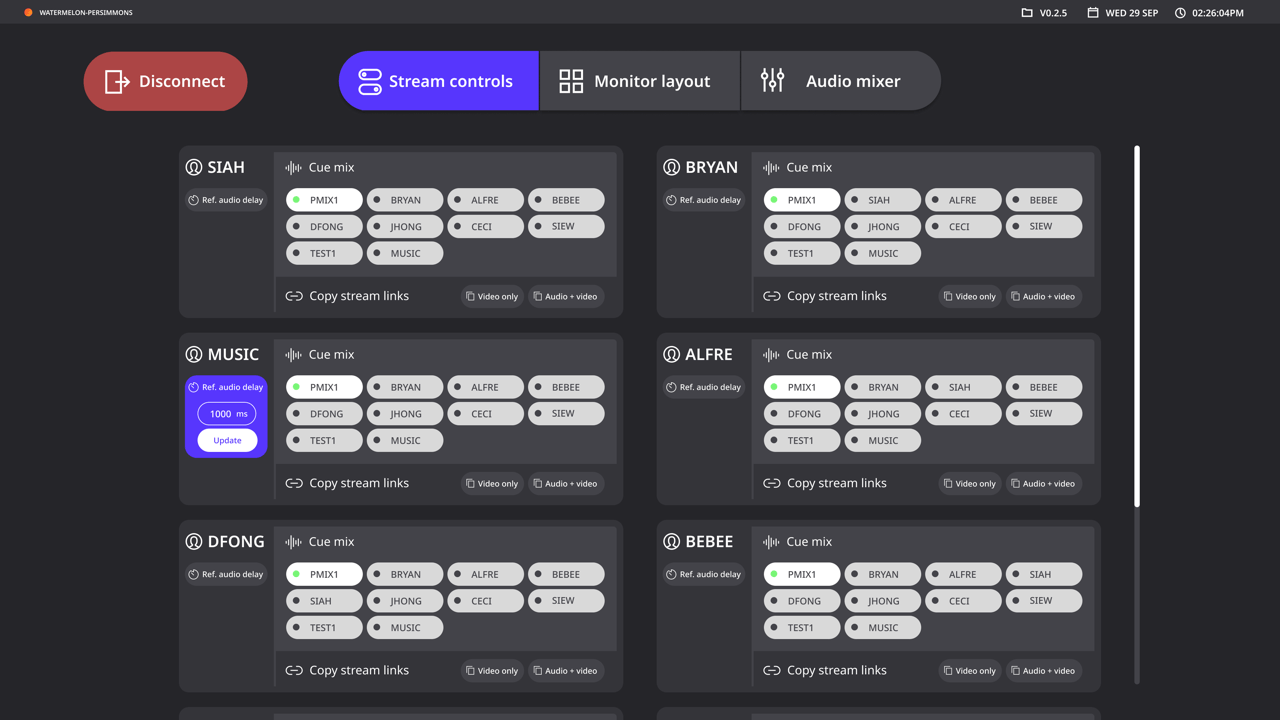 WATERMELON-PERSIMMONS
V0.2.5 WED 29 SEP 02:26:04PM
Disconnect
Stream controls Monitor layout Audio mixer
SIAH
Ref. audio delay
Cue mix
PMIX1 BRYAN ALFRE BEBEE
DFONG JHONG CECI SIEW
TEST1 MUSIC
Copy stream links Video only Audio + video
BRYAN
Ref. audio delay
Cue mix
PMIX1 SIAH ALFRE BEBEE
DFONG JHONG CECI SIEW
TEST1 MUSIC
Copy stream links Video only Audio + video
MUSIC
Ref. audio delay
1000 ms
Update
Cue mix
PMIX1 BRYAN ALFRE BEBEE
DFONG JHONG CECI SIEW
TEST1 MUSIC
Copy stream links Video only Audio + video
ALFRE
Ref. audio delay
Cue mix
PMIX1 BRYAN SIAH BEBEE
DFONG JHONG CECI SIEW
TEST1 MUSIC
Copy stream links Video only Audio + video
DFONG
Ref. audio delay
Cue mix
PMIX1 BRYAN ALFRE BEBEE
SIAH JHONG CECI SIEW
TEST1 MUSIC
Copy stream links Video only Audio + video
BEBEE
Ref. audio delay
Cue mix
PMIX1 BRYAN ALFRE SIAH
DFONG JHONG CECI SIEW
TEST1 MUSIC
Copy stream links Video only Audio + video